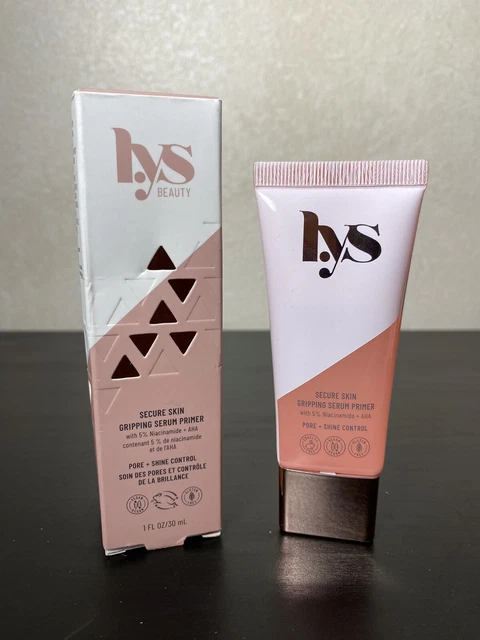 lys
BEAUTY
SECURE SKIN
GRIPPING SERUM PRIMER
with 5% Niacinamide + AHA
contenant 5 % de niacinamide
et de l'AHA
PORE + SHINE CONTROL
SOIN DES PORES ET CONTRÔLE
DE LA BRILLANCE
1 FL OZ/30 mL
lys
SECURE SKIN
GRIPPING SERUM PRIMER
with 5% Niacinamide + AHA
PORE + SHINE CONTROL